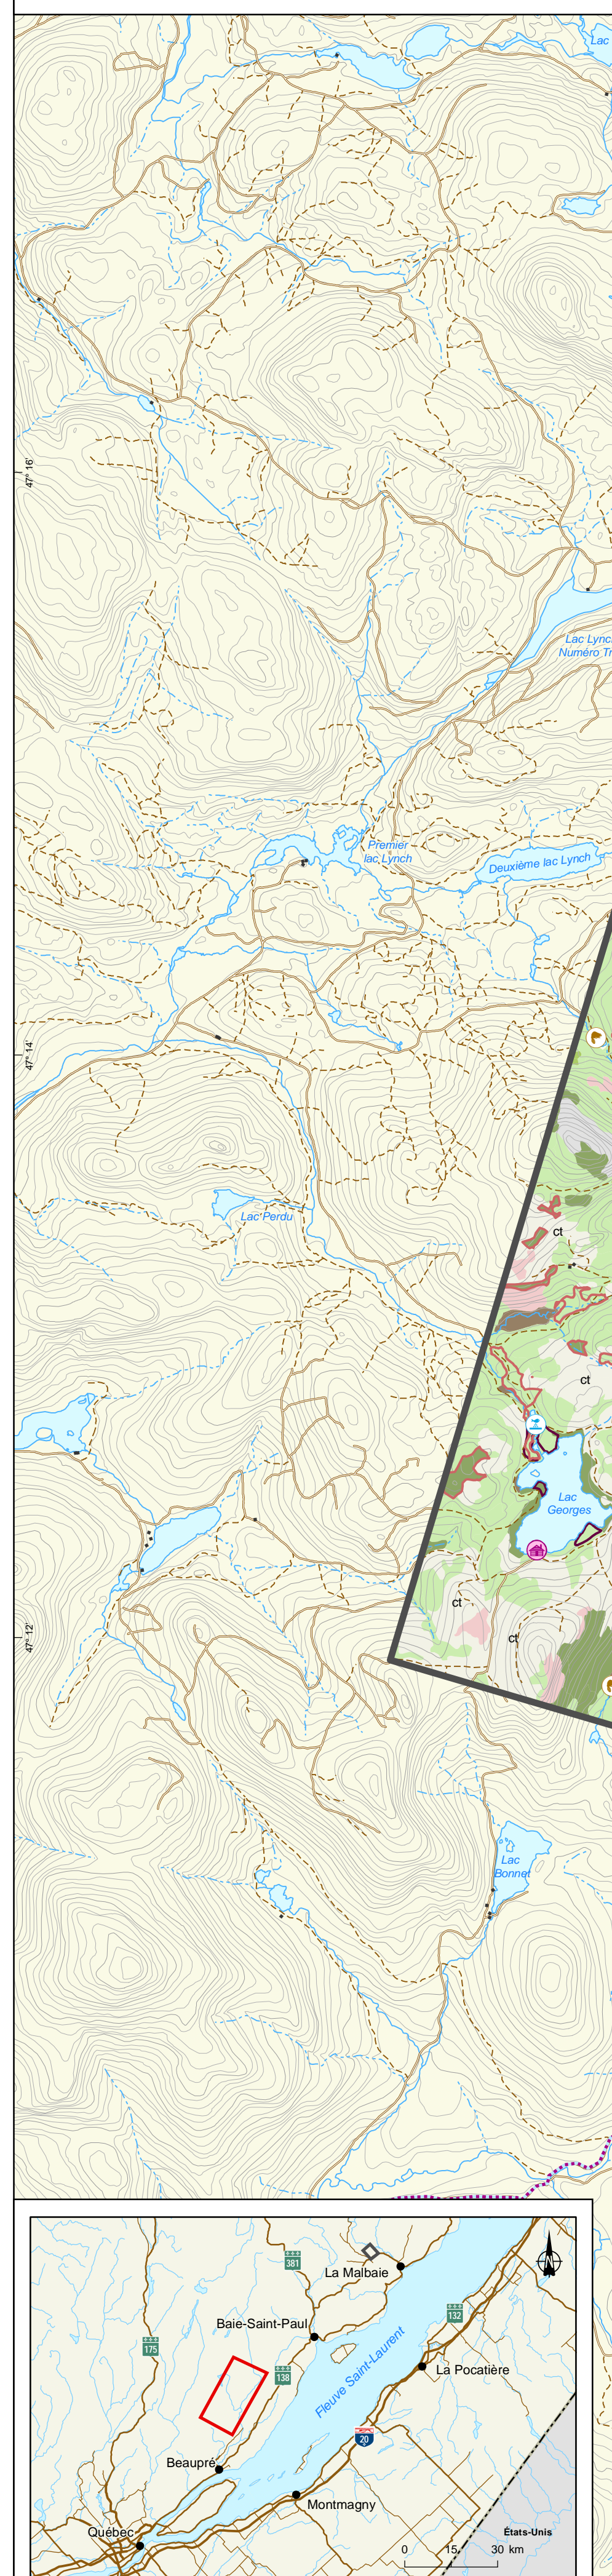 Lac
47° 16'
Lac Lync
Numéro Tr
Premier
lac Lynch
Deuxième lac Lynch
47° 14'
Lac Perdu
ct
ct
Lac
Georges
47° 12'
ct
ct
Lac
Bonnet
381
La Malbaie
132
Baie-Saint-Paul
175
138
Fleuve Saint-Laurent
La Pocatière
20
Beaupré
Montmagny
Québec
États-Unis
0 15 30 km